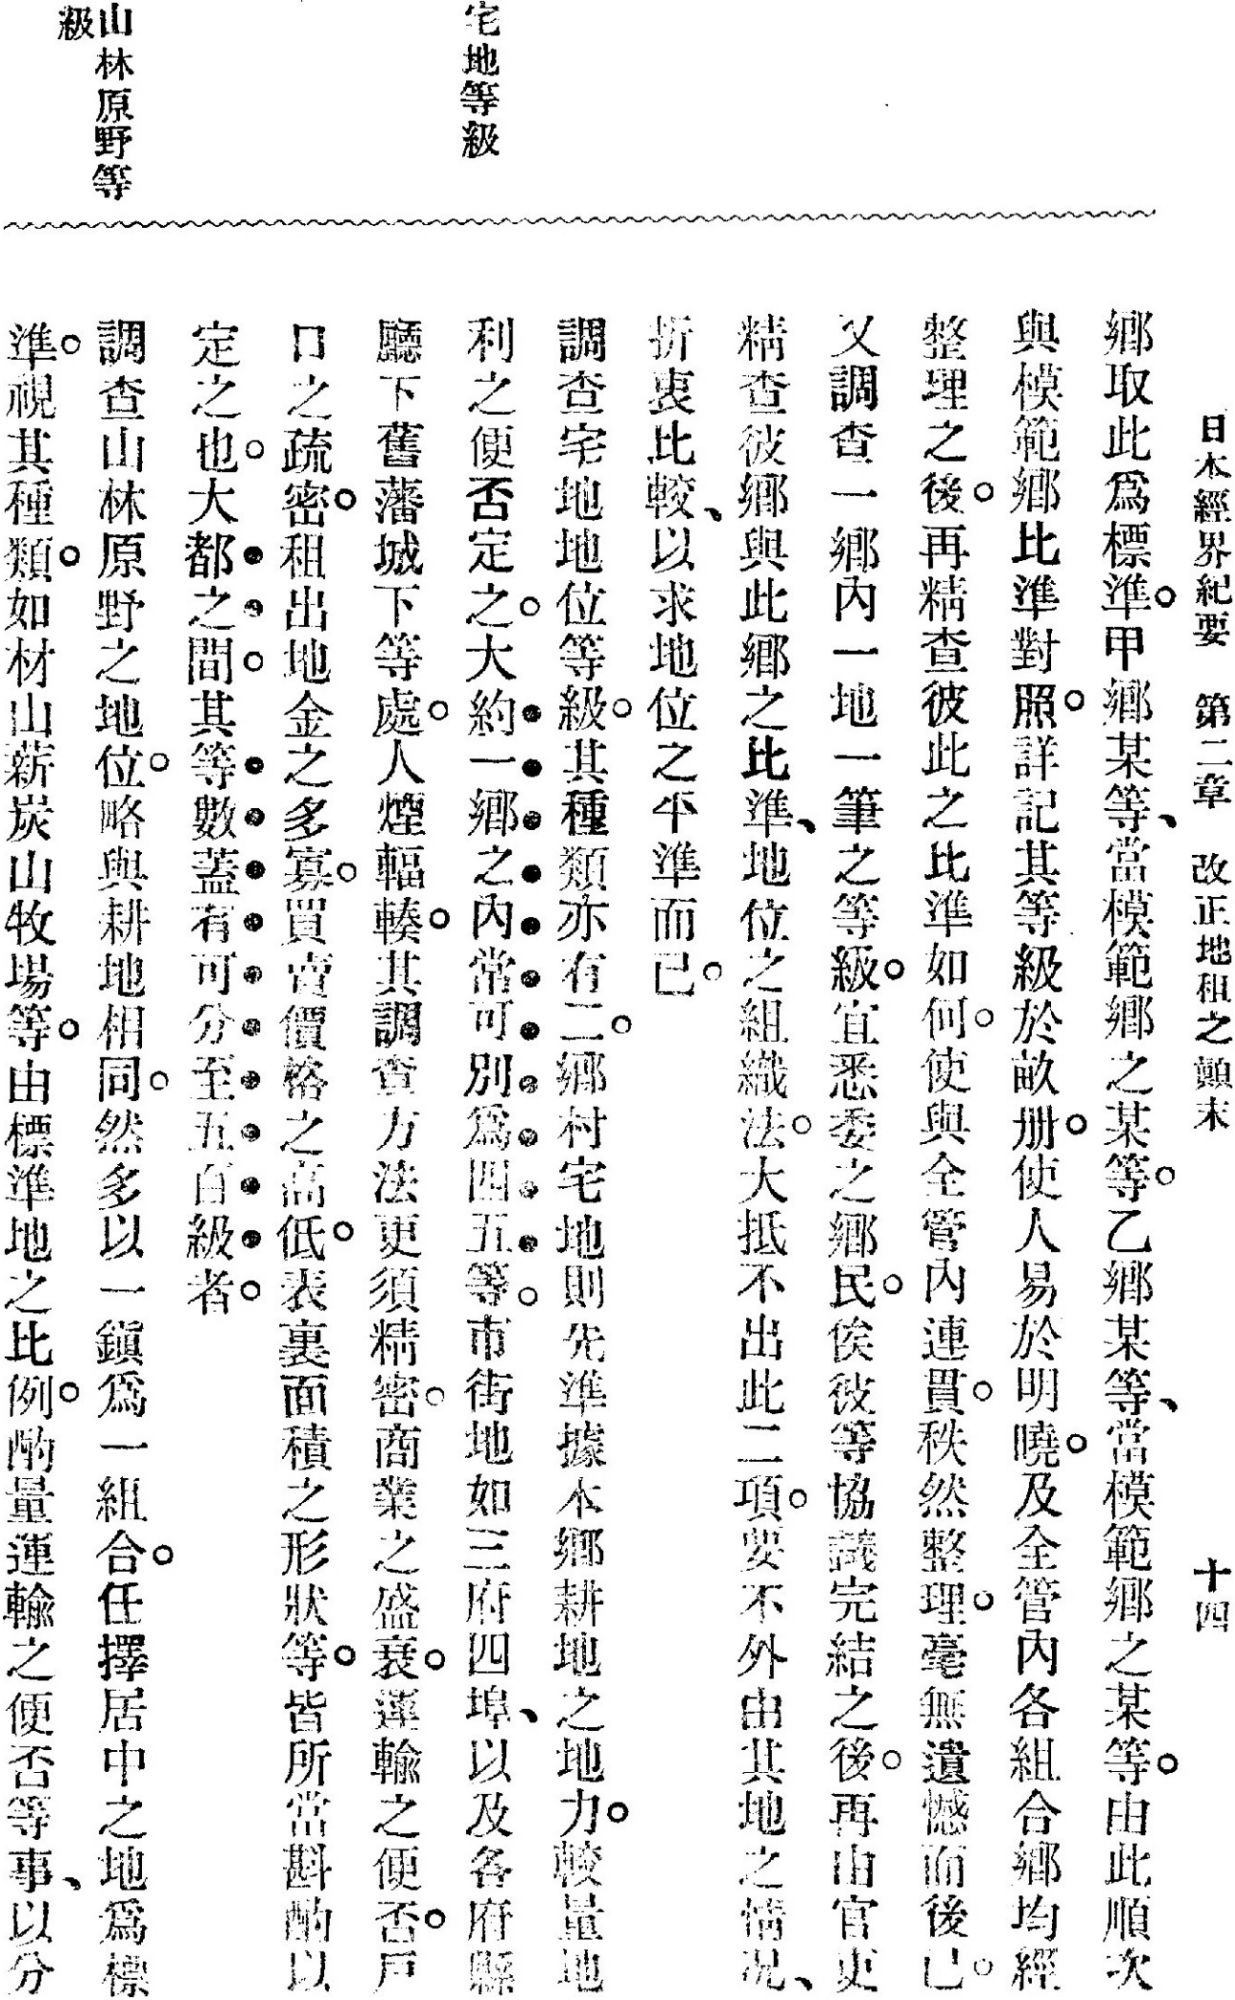 日本經界紀要　第二章　改正地租之顚末　十四
鄉取此爲標準。甲鄉某等、當模範鄉之某等。乙鄉某等、當模範鄉之某等。由此順次
與模範鄉比準對照。詳記其等級於畝册。使人易於明曉。及全管內各組合鄉均經
整理之後。再精查彼此之比準如何。使與全管內連貫。秩然整理。毫無遺憾而後已。
又調查一鄉內一地一筆之等級。宜悉委之鄉民。俟彼等協議完結之後。再由官吏
精查彼鄉與此鄉之比準、地位之組織法。大抵不出此二項。要不外由其地之情况、
折衷比較、以求地位之平準而已。
宅地等級
調查宅地地位等級。其種類亦有二。鄉村宅地則先準據本鄉耕地之地力。較量地
利之便否定之。大約一鄉之內常可別爲四五等。市街地如三府四埠、以及各府縣
廳下舊藩城下等處。人煙輻輳。其調查方法更須精密。商業之盛衰。運輸之便否。戶
口之疏密。租出地金之多寡。買賣價格之高低。表裏面積之形狀等。皆所當斟酌以
定之也。大都之間。其等數蓋有可分至五百級者。
山林原野等
級
調查山林原野之地位。略與耕地相同。然多以一鎭爲一組合。任擇居中之地爲標
準。視其種類。如材山薪炭山牧場等。由標準地之比例。酌量運輸之便否等事、以分